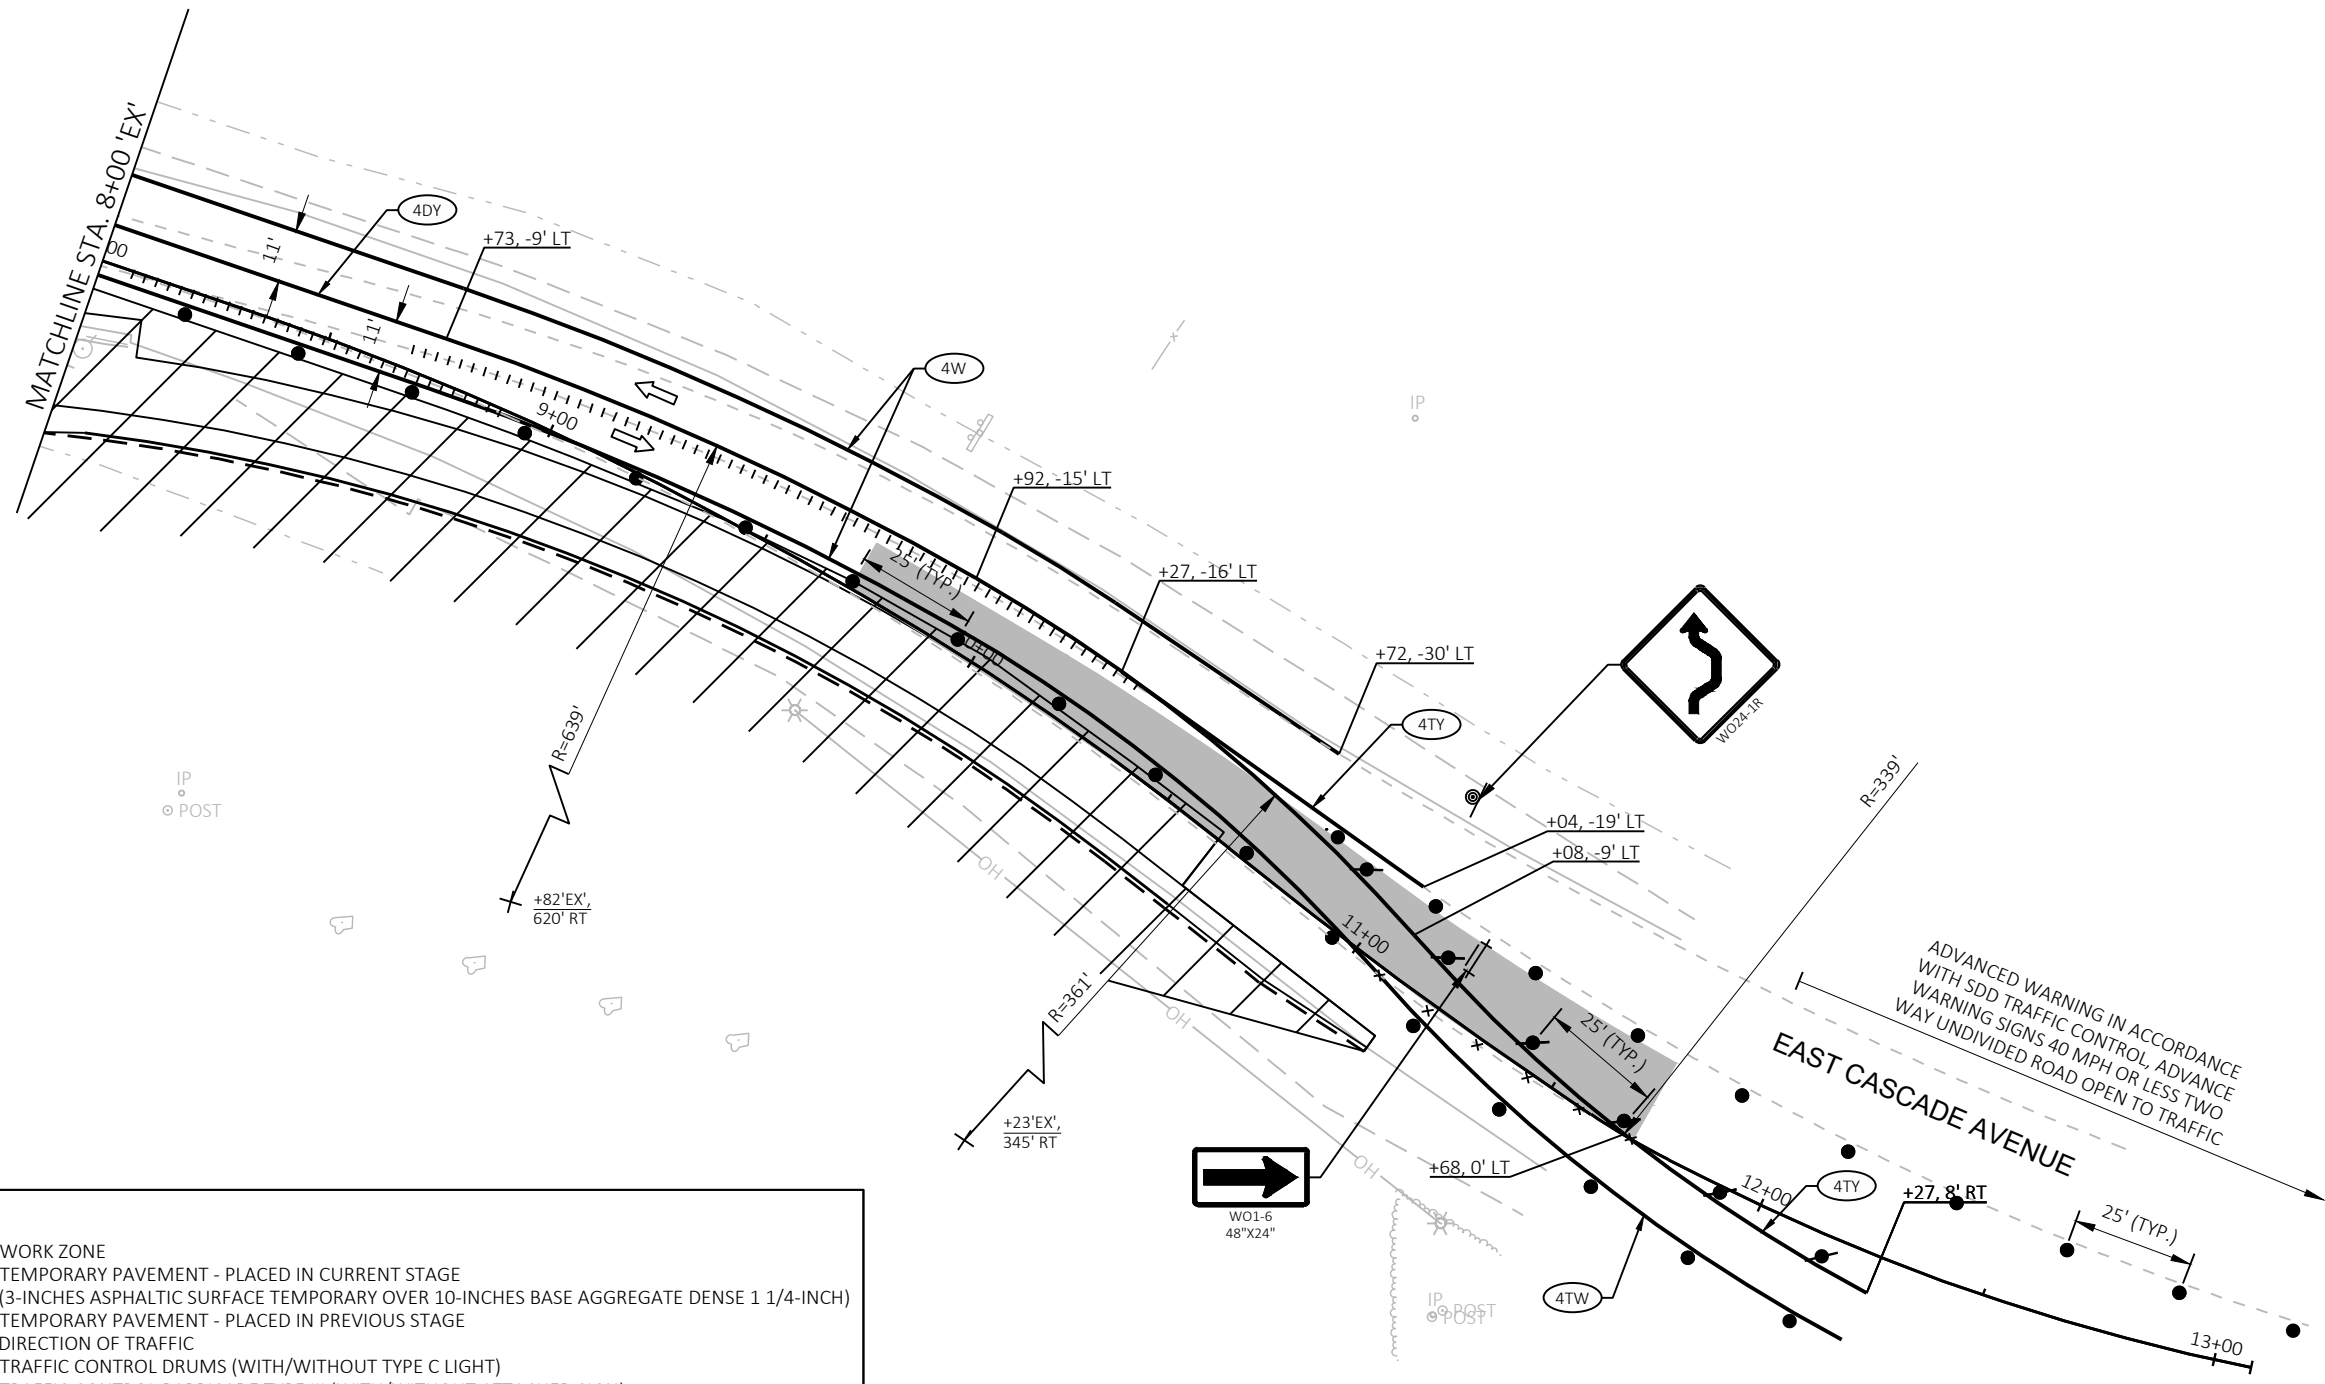 MATCHLINE STA. 8+00 'EX'
00
4DY
+73, -9' LT
11'
11'
4W
9+00
+92, -15' LT
IP
25' (TYP.)
+27, -16' LT
+72, -30' LT
WO24-1R
4TY
R=639'
IP
POST
R=339'
+04, -19' LT
+08, -9' LT
OH
+82'EX',
620' RT
11+00
ADVANCED WARNING IN ACCORDANCE
WITH SDD TRAFFIC CONTROL, ADVANCE
WARNING SIGNS 40 MPH OR LESS TWO
WAY UNDIVIDED ROAD OPEN TO TRAFFIC
R=361'
OH
25' (TYP.)
EAST CASCADE AVENUE
+23'EX',
345' RT
OH
+68, 0' LT
12+00
4TY
+27, 8' RT
WO1-6
48"X24"
25' (TYP.)
4TW
IP
POST
POST
13+00
WORK ZONE
TEMPORARY PAVEMENT - PLACED IN CURRENT STAGE
(3-INCHES ASPHALTIC SURFACE TEMPORARY OVER 10-INCHES BASE AGGREGATE DENSE 1 1/4-INCH)
TEMPORARY PAVEMENT - PLACED IN PREVIOUS STAGE
DIRECTION OF TRAFFIC
TRAFFIC CONTROL DRUMS (WITH/WITHOUT TYPE C LIGHT)